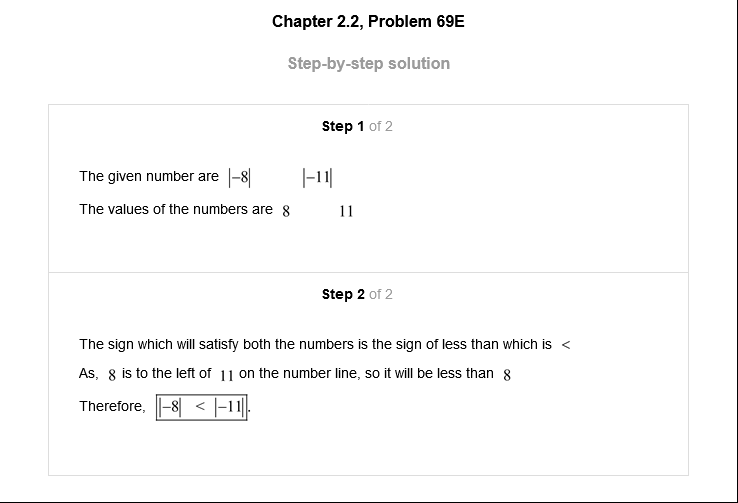 Chapter 2.2, Problem 69E
Step-by-step solution
Step 1 of 2
The given number are |−8| |−11|
The values of the numbers are 8 11
Step 2 of 2
The sign which will satisfy both the numbers is the sign of less than which is <
As, 8 is to the left of 11 on the number line, so it will be less than 8
Therefore, |−8| < |−11|.